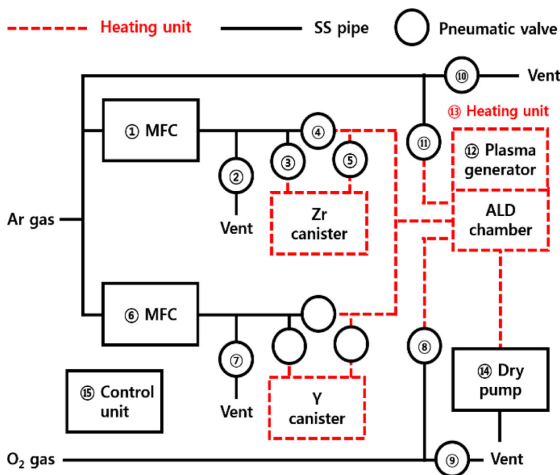 Heating unit
SS pipe
Pneumatic valve
⑩
Vent
① MFC
④
⑪
⑬ Heating unit
②
③
⑤
⑫ Plasma
generator
Ar gas
Vent
Zr
canister
ALD
chamber
⑥ MFC
⑦
⑧
⑭ Dry
pump
⑮ Control
unit
Vent
Y
canister
O₂ gas
⑨
Vent